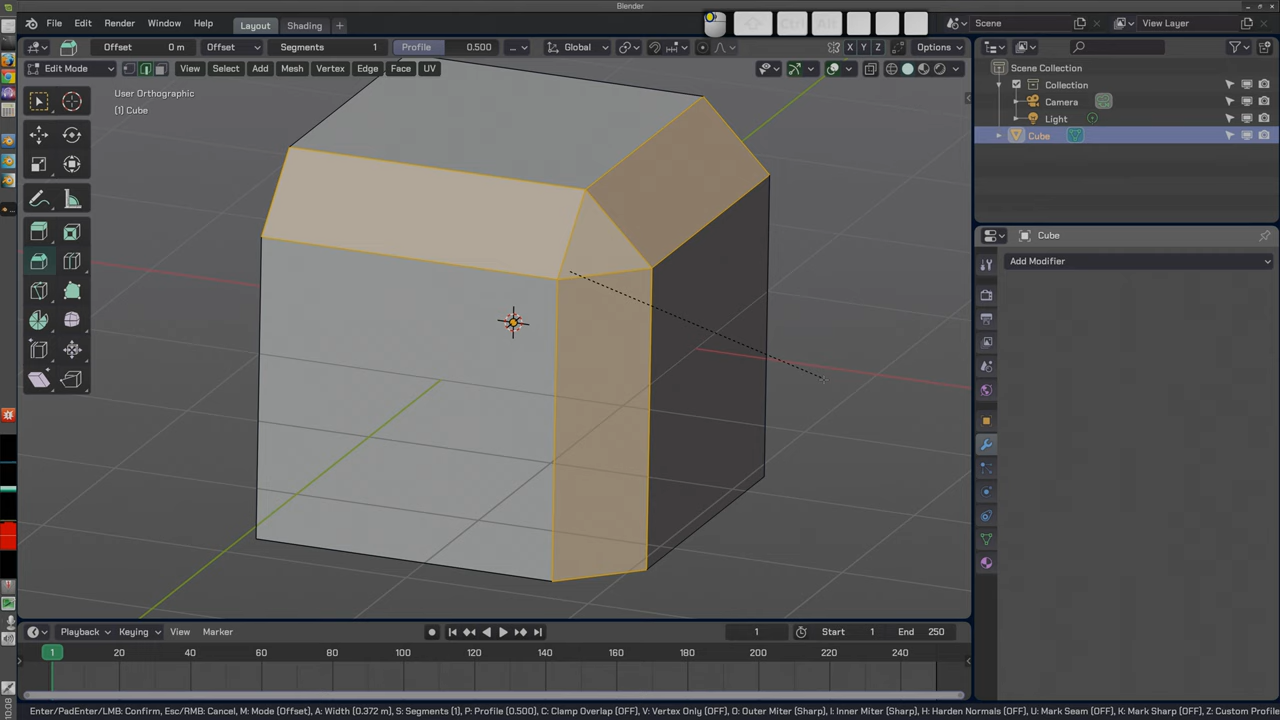 Blender
File Edit Render Window Help Layout Shading + Ctrl Alt Scene View Layer
Offset 0 m Offset Segments 1 Profile 0.500 Global X Y Z Options
Edit Mode View Select Add Mesh Vertex Edge Face UV
User Orthographic
(1) Cube
Scene Collection
Collection
Camera
Light
Cube
Cube
Add Modifier
Playback Keying View Marker 1 Start 1 End 250
1 20 40 60 80 100 120 140 160 180 200 220 240
10:08
Enter/PadEnter/LMB: Confirm, Esc/RMB: Cancel, M: Mode (Offset), A: Width (0.372 m), S: Segments (1), P: Profile (0.500), C: Clamp Overlap (OFF), V: Vertex Only (OFF), O: Outer Miter (Sharp), I: Inner Miter (Sharp), H: Harden Normals (OFF), U: Mark Seam (OFF), K: Mark Sharp (OFF), Z: Custom Profile